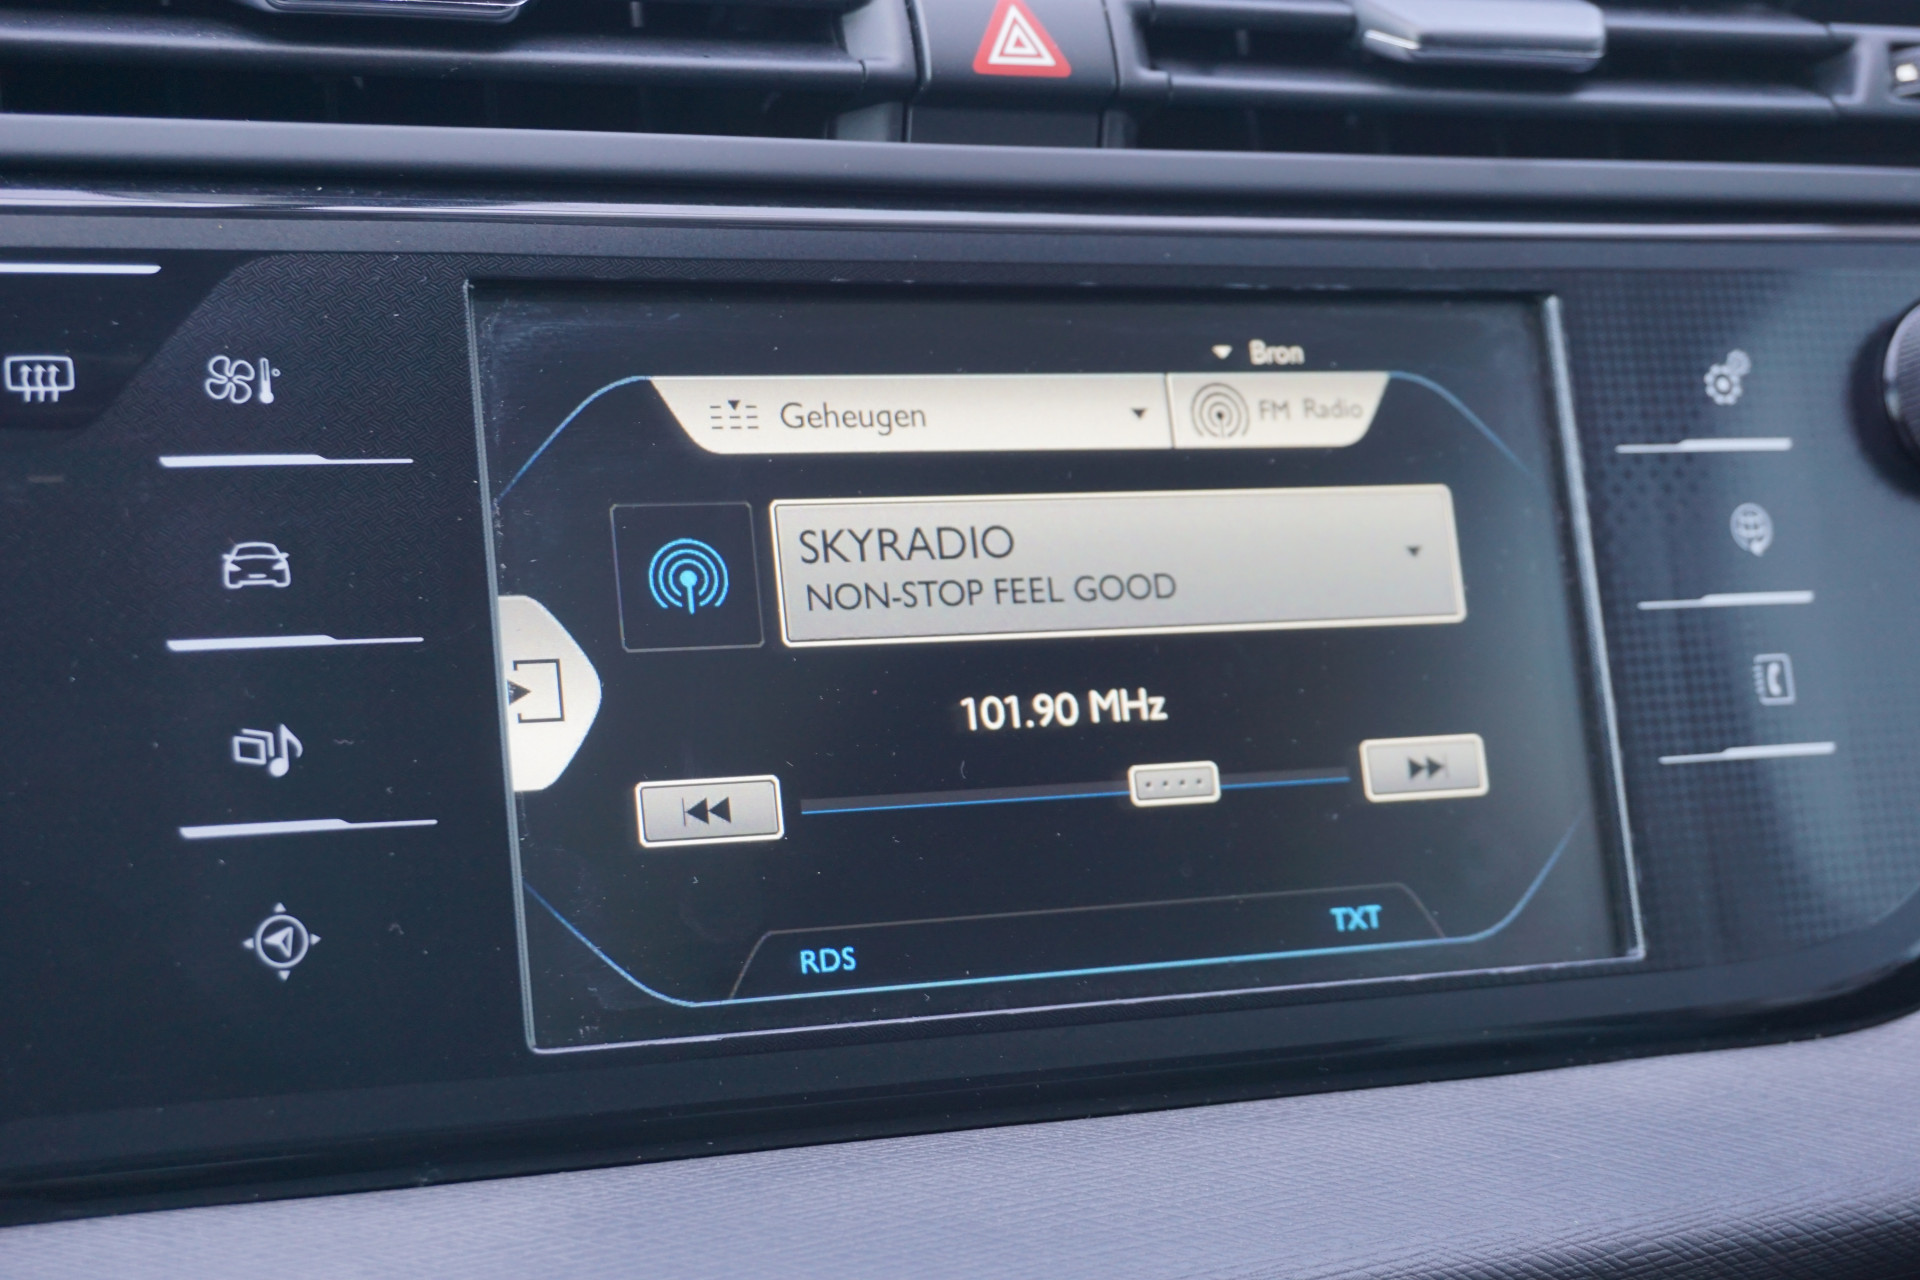 Bron
Geheugen
FM Radio
SKYRADIO
NON-STOP FEEL GOOD
101.90 MHz
RDS
TXT